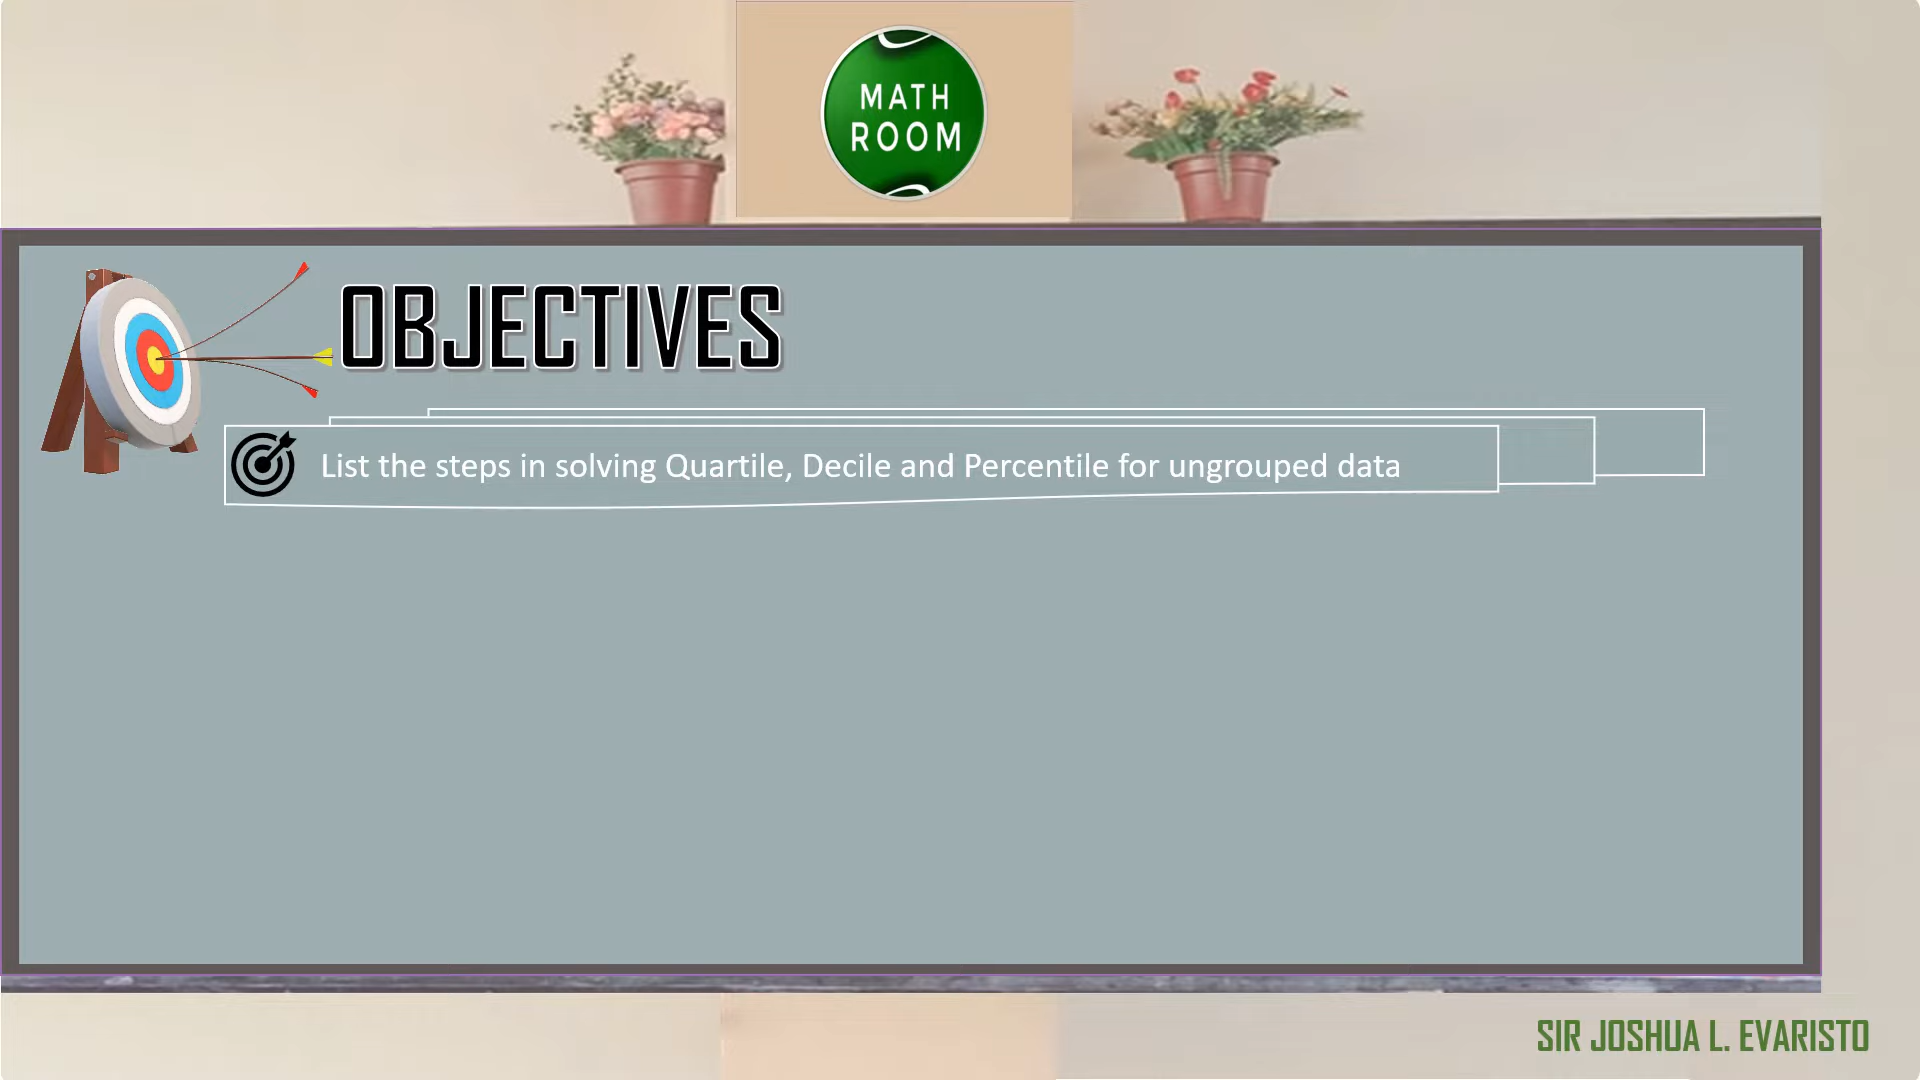 MATH
ROOM
OBJECTIVES
List the steps in solving Quartile, Decile and Percentile for ungrouped data
SIR JOSHUA L. EVARISTO